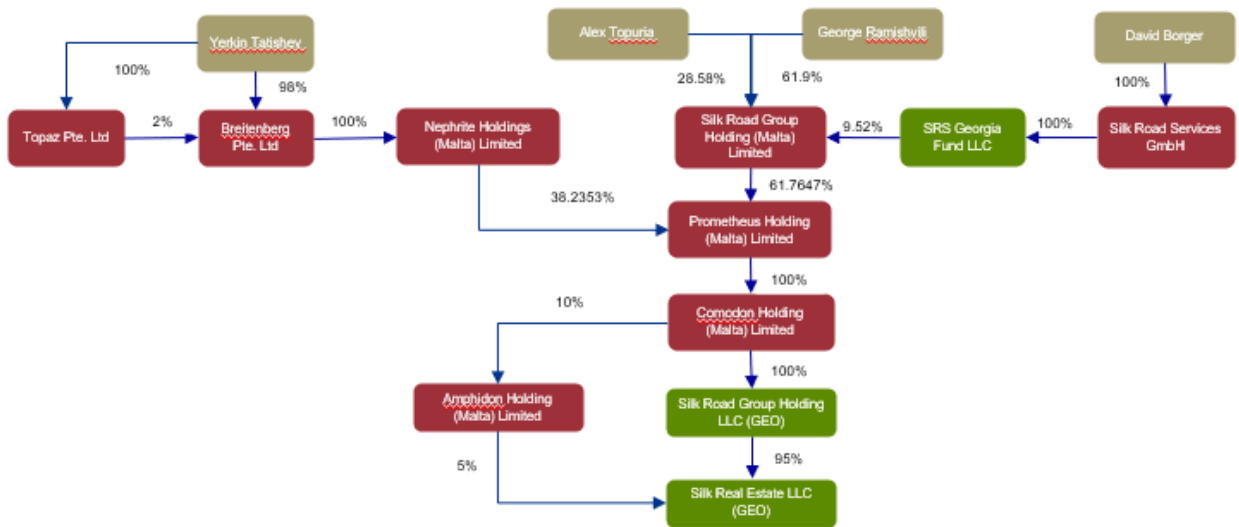 Yerkin Tatishev
Alex Topuria
George Ramishvili
David Borger
100%
98%
28.58%
61.9%
100%
Topaz Pte. Ltd
2%
Breitenberg
Pte. Ltd
100%
Nephrite Holdings
(Malta) Limited
Silk Road Group
Holding (Malta)
Limited
9.52%
SRS Georgia
Fund LLC
100%
Silk Road Services
GmbH
38.2353%
61.7647%
Prometheus Holding
(Malta) Limited
100%
10%
Comodon Holding
(Malta) Limited
100%
Amphidon Holding
(Malta) Limited
Silk Road Group Holding
LLC (GEO)
5%
95%
Silk Real Estate LLC
(GEO)